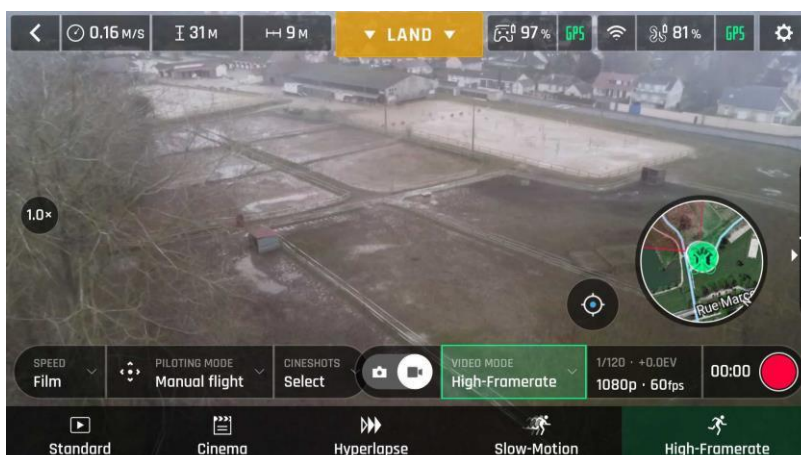 0.16 M/S
31 M
9 M
LAND
97 %
GPS
81 %
GPS
1.0×
Rue Marc
SPEED
Film
PILOTING MODE
Manual flight
CINESHOTS
Select
VIDEO MODE
High-Framerate
1/120 · +0.0EV
1080p · 60fps
00:00
Standard
Cinema
Hyperlapse
Slow-Motion
High-Framerate